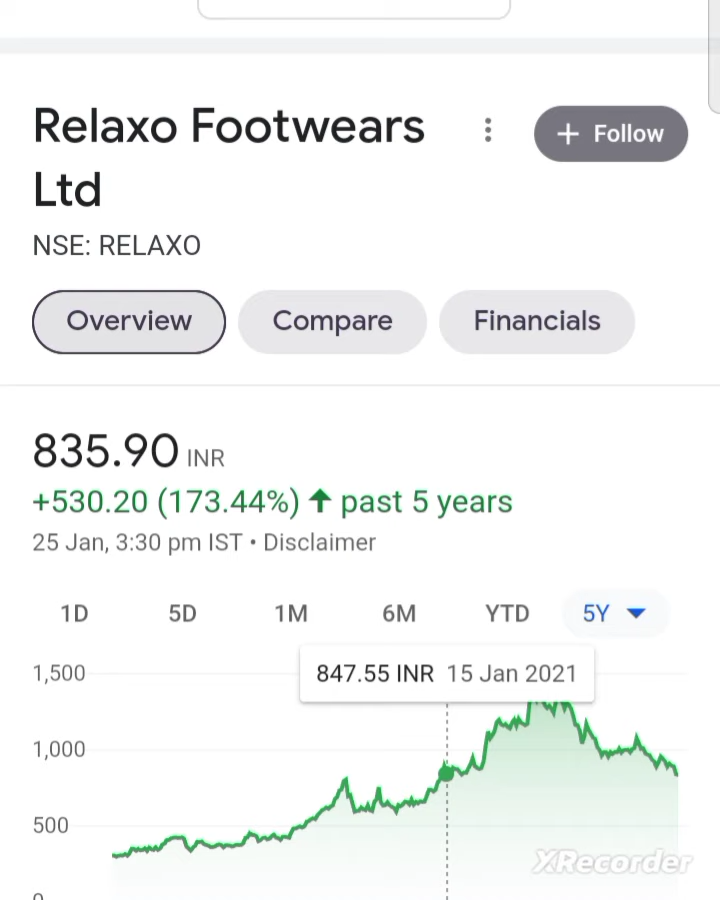 Relaxo Footwears
Ltd
+ Follow
NSE: RELAXO
Overview Compare Financials
835.90 INR
+530.20 (173.44%) ↑ past 5 years
25 Jan, 3:30 pm IST • Disclaimer
1D 5D 1M 6M YTD 5Y
847.55 INR 15 Jan 2021
1,500
1,000
500
XRecorder
0